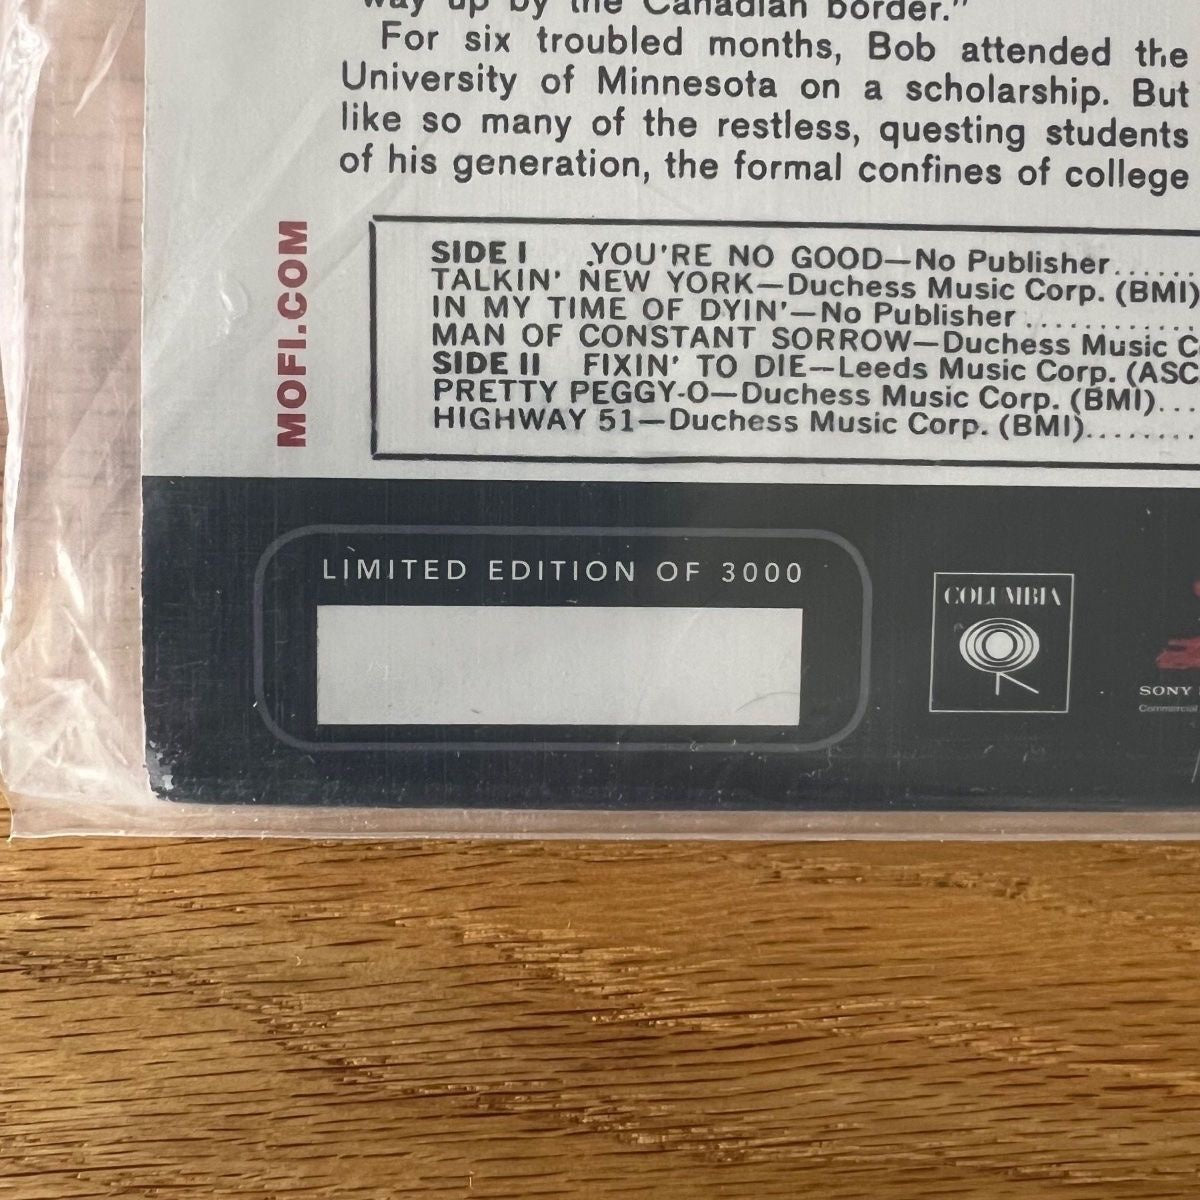 way up by the Canadian border."
For six troubled months, Bob attended the
University of Minnesota on a scholarship. But
like so many of the restless, questing students
of his generation, the formal confines of college
MOFI.COM
SIDE I YOU'RE NO GOOD—No Publisher.......
TALKIN' NEW YORK—Duchess Music Corp. (BMI)
IN MY TIME OF DYIN'—No Publisher .............
MAN OF CONSTANT SORROW—Duchess Music C
SIDE II FIXIN' TO DIE—Leeds Music Corp. (ASC
PRETTY PEGGY-O—Duchess Music Corp. (BMI)....
HIGHWAY 51—Duchess Music Corp. (BMI).........
LIMITED EDITION OF 3000
COLUMBIA
SONY
Commercial